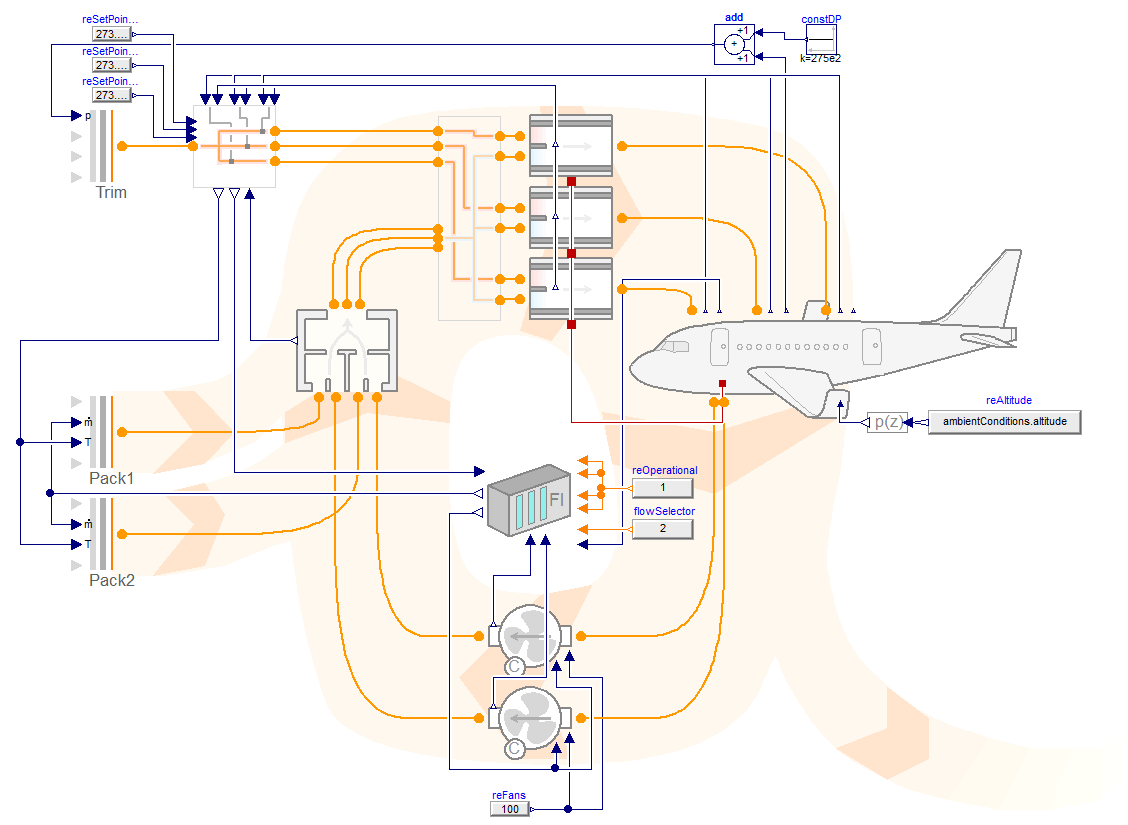 reSetPoin...
273....
reSetPoin...
273....
reSetPoin...
273....
add
+1
+
+1
constDP
k=275e2
p
Trim
reAltitude
p(z)
ambientConditions.altitude
ṁ
T
Pack1
ṁ
T
Pack2
FI
reOperational
1
flowSelector
2
C
C
reFans
100